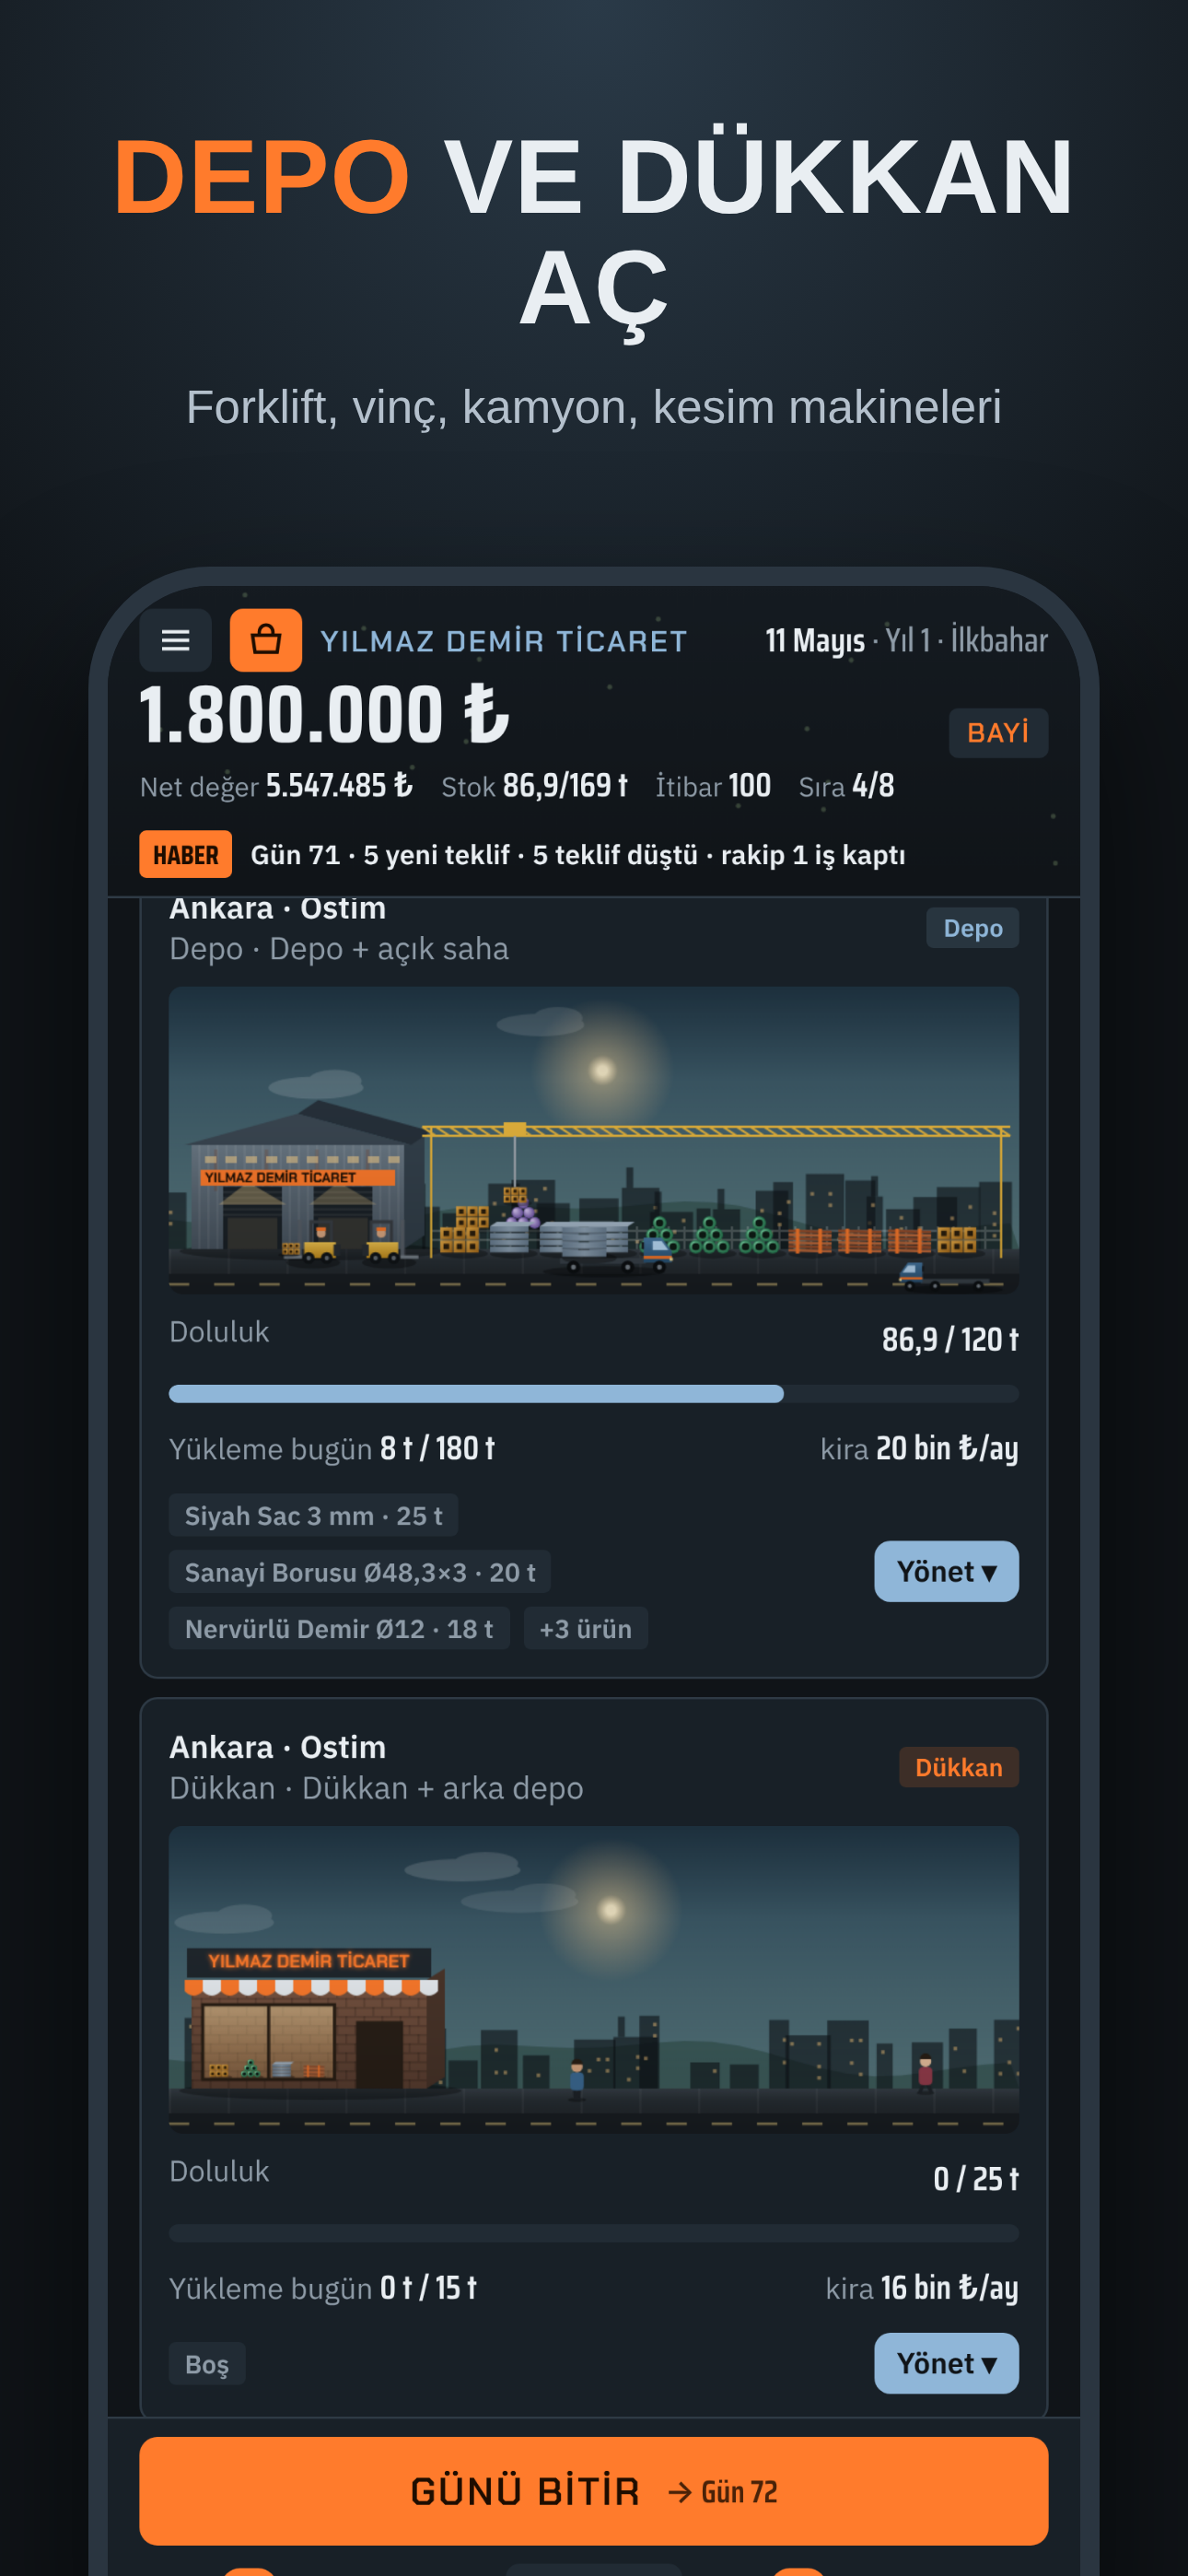 DEPO VE DÜKKAN
AÇ
Forklift, vinç, kamyon, kesim makineleri
YILMAZ DEMİR TİCARET
11 Mayıs · Yıl 1 · İlkbahar
1.800.000 ₺
BAYİ
Net değer 5.547.485 ₺ Stok 86,9/169 t İtibar 100 Sıra 4/8
HABER Gün 71 · 5 yeni teklif · 5 teklif düştü · rakip 1 iş kaptı
Ankara · Ostim
Depo
Depo · Depo + açık saha
YILMAZ DEMİR TİCARET
Doluluk 86,9 / 120 t
Yükleme bugün 8 t / 180 t kira 20 bin ₺/ay
Siyah Sac 3 mm · 25 t
Sanayi Borusu Ø48,3×3 · 20 t
Yönet ▾
Nervürlü Demir Ø12 · 18 t +3 ürün
Ankara · Ostim
Dükkan
Dükkan · Dükkan + arka depo
YILMAZ DEMİR TİCARET
Doluluk 0 / 25 t
Yükleme bugün 0 t / 15 t kira 16 bin ₺/ay
Boş Yönet ▾
GÜNÜ BİTİR → Gün 72